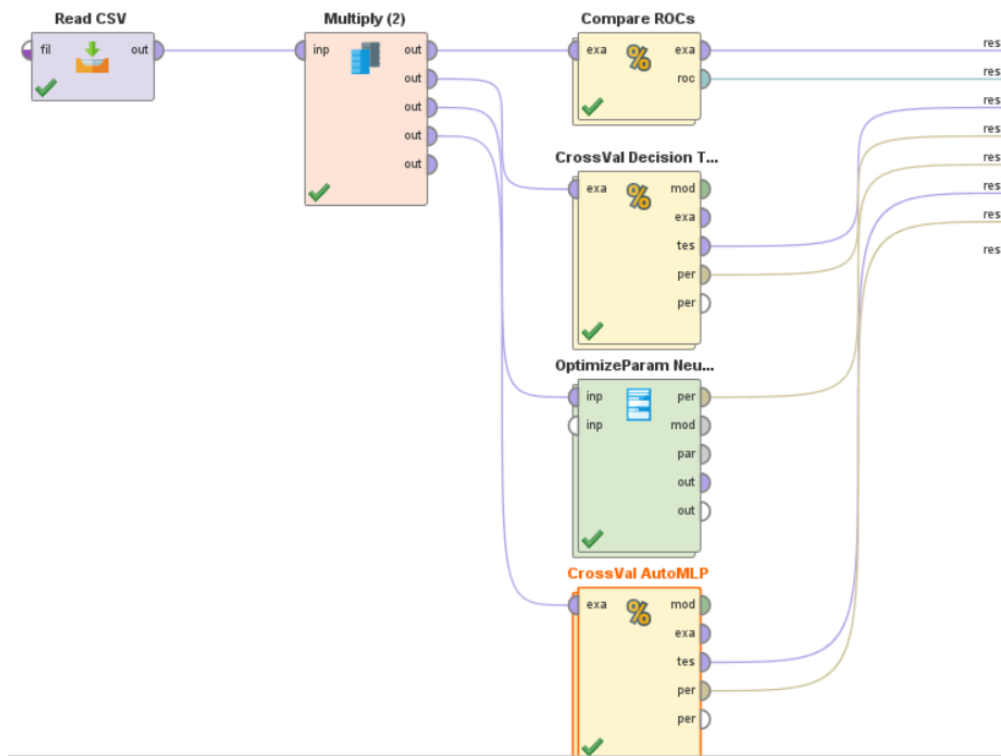 Read CSV
fil out
Multiply (2)
inp out
out
out
out
out
Compare ROCs
exa exa
roc
CrossVal Decision T...
exa mod
exa
tes
per
per
OptimizeParam Neu...
inp per
inp mod
par
out
out
CrossVal AutoMLP
exa mod
exa
tes
per
per
res
res
res
res
res
res
res
res